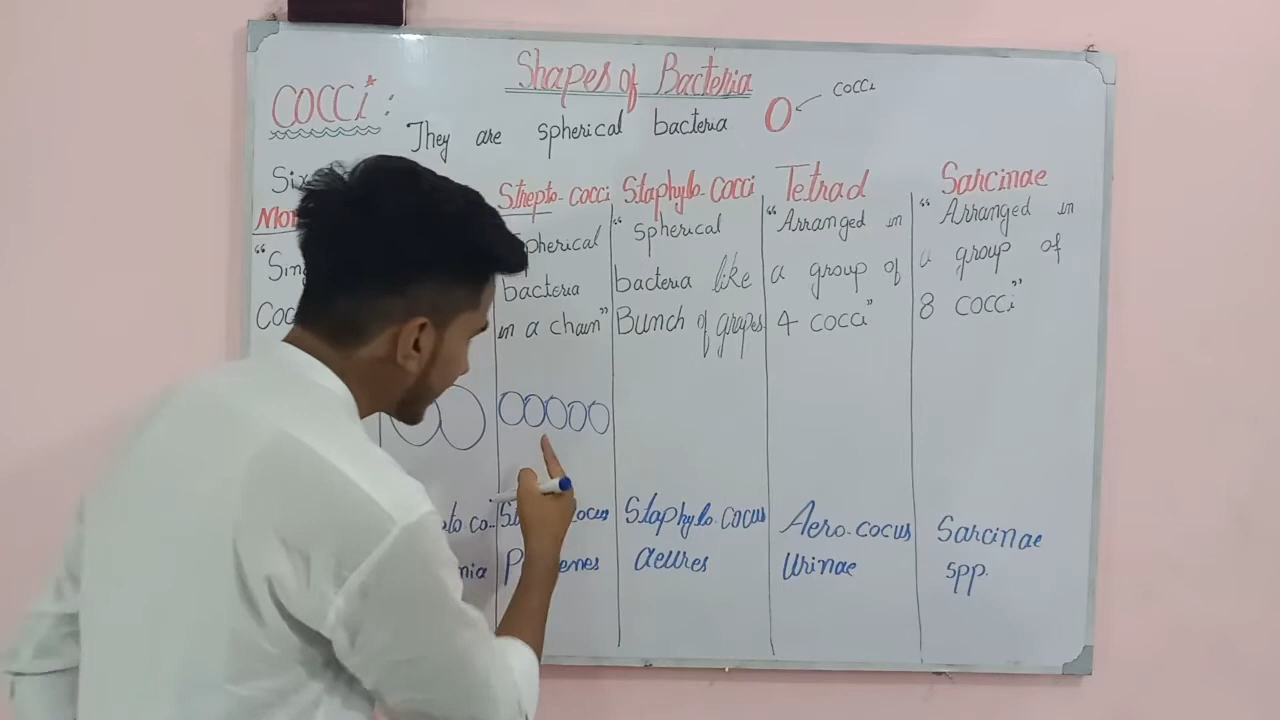 Shapes of Bacteria
COCCi* :
They are spherical bacteria
COCCi
Strepto-cocci
spherical
bacteria
in a chain"
Staphylo-cocci
"spherical
bacteria like
Bunch of grapes
Tetrad
"Arranged in
a group of
4 cocci"
Sarcinae
"Arranged in
a group of
8 cocci"
Staphylo.cocus
aeures
Aero.cocus
Urinae
Sarcinae
spp.